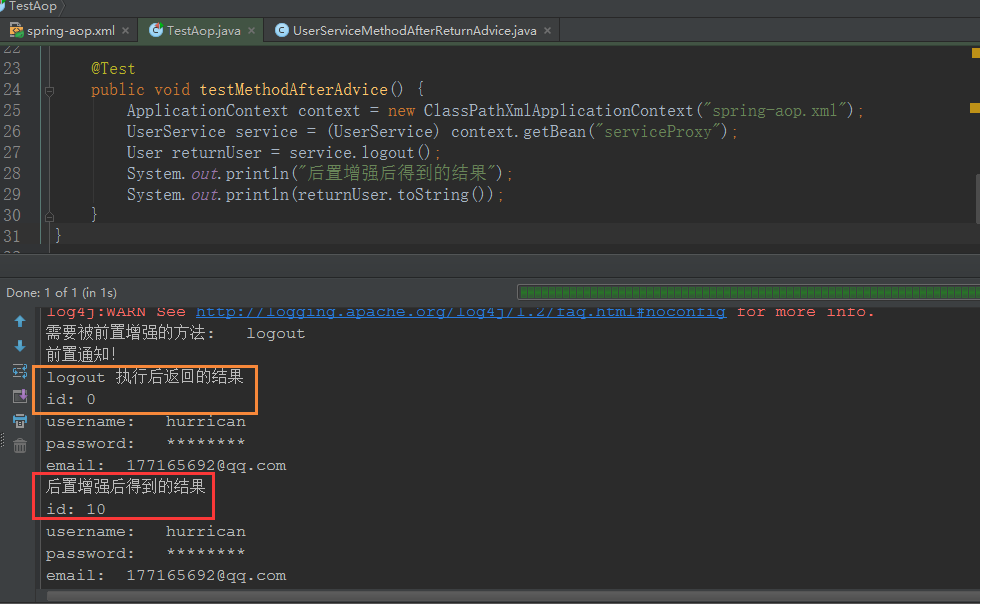 TestAop
spring-aop.xml × TestAop.java × UserServiceMethodAfterReturnAdvice.java ×
22
23 @Test
24 public void testMethodAfterAdvice() {
25 ApplicationContext context = new ClassPathXmlApplicationContext("spring-aop.xml");
26 UserService service = (UserService) context.getBean("serviceProxy");
27 User returnUser = service.logout();
28 System.out.println("后置增强后得到的结果");
29 System.out.println(returnUser.toString());
30 }
31 }
Done: 1 of 1 (in 1s)
log4j:WARN See http://logging.apache.org/log4j/1.2/faq.html#noconfig for more info.
需要被前置增强的方法: logout
前置通知!
logout 执行后返回的结果
id: 0
username: hurrican
password: ********
email: 177165692@qq.com
后置增强后得到的结果
id: 10
username: hurrican
password: ********
email: 177165692@qq.com